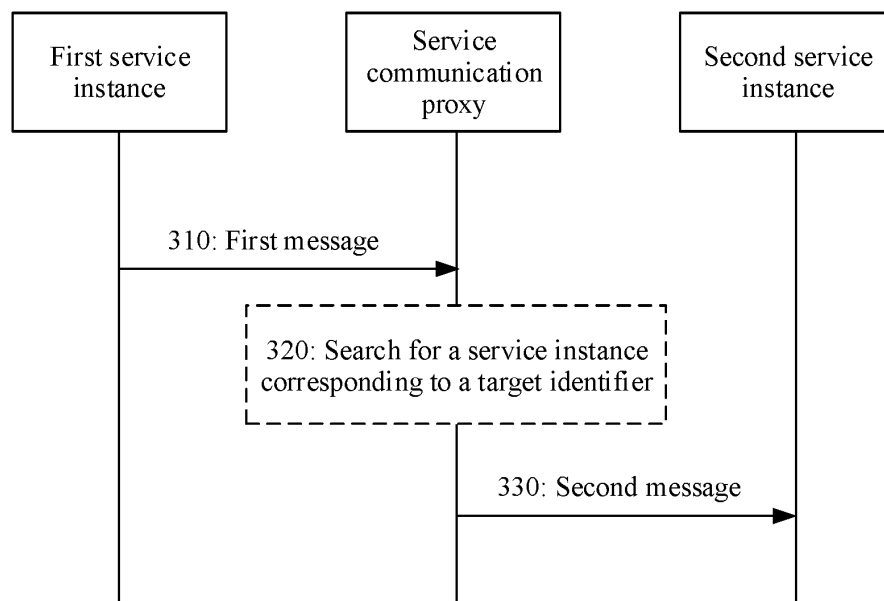 First service
instance
Service
communication
proxy
Second service
instance
310: First message
320: Search for a service instance
corresponding to a target identifier
330: Second message